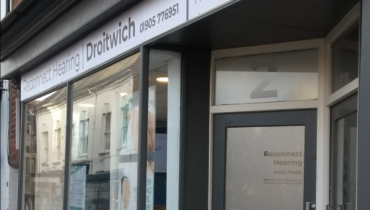 Reconnect Hearing | Droitwich 01905 776951
2
Reconnect
Hearing